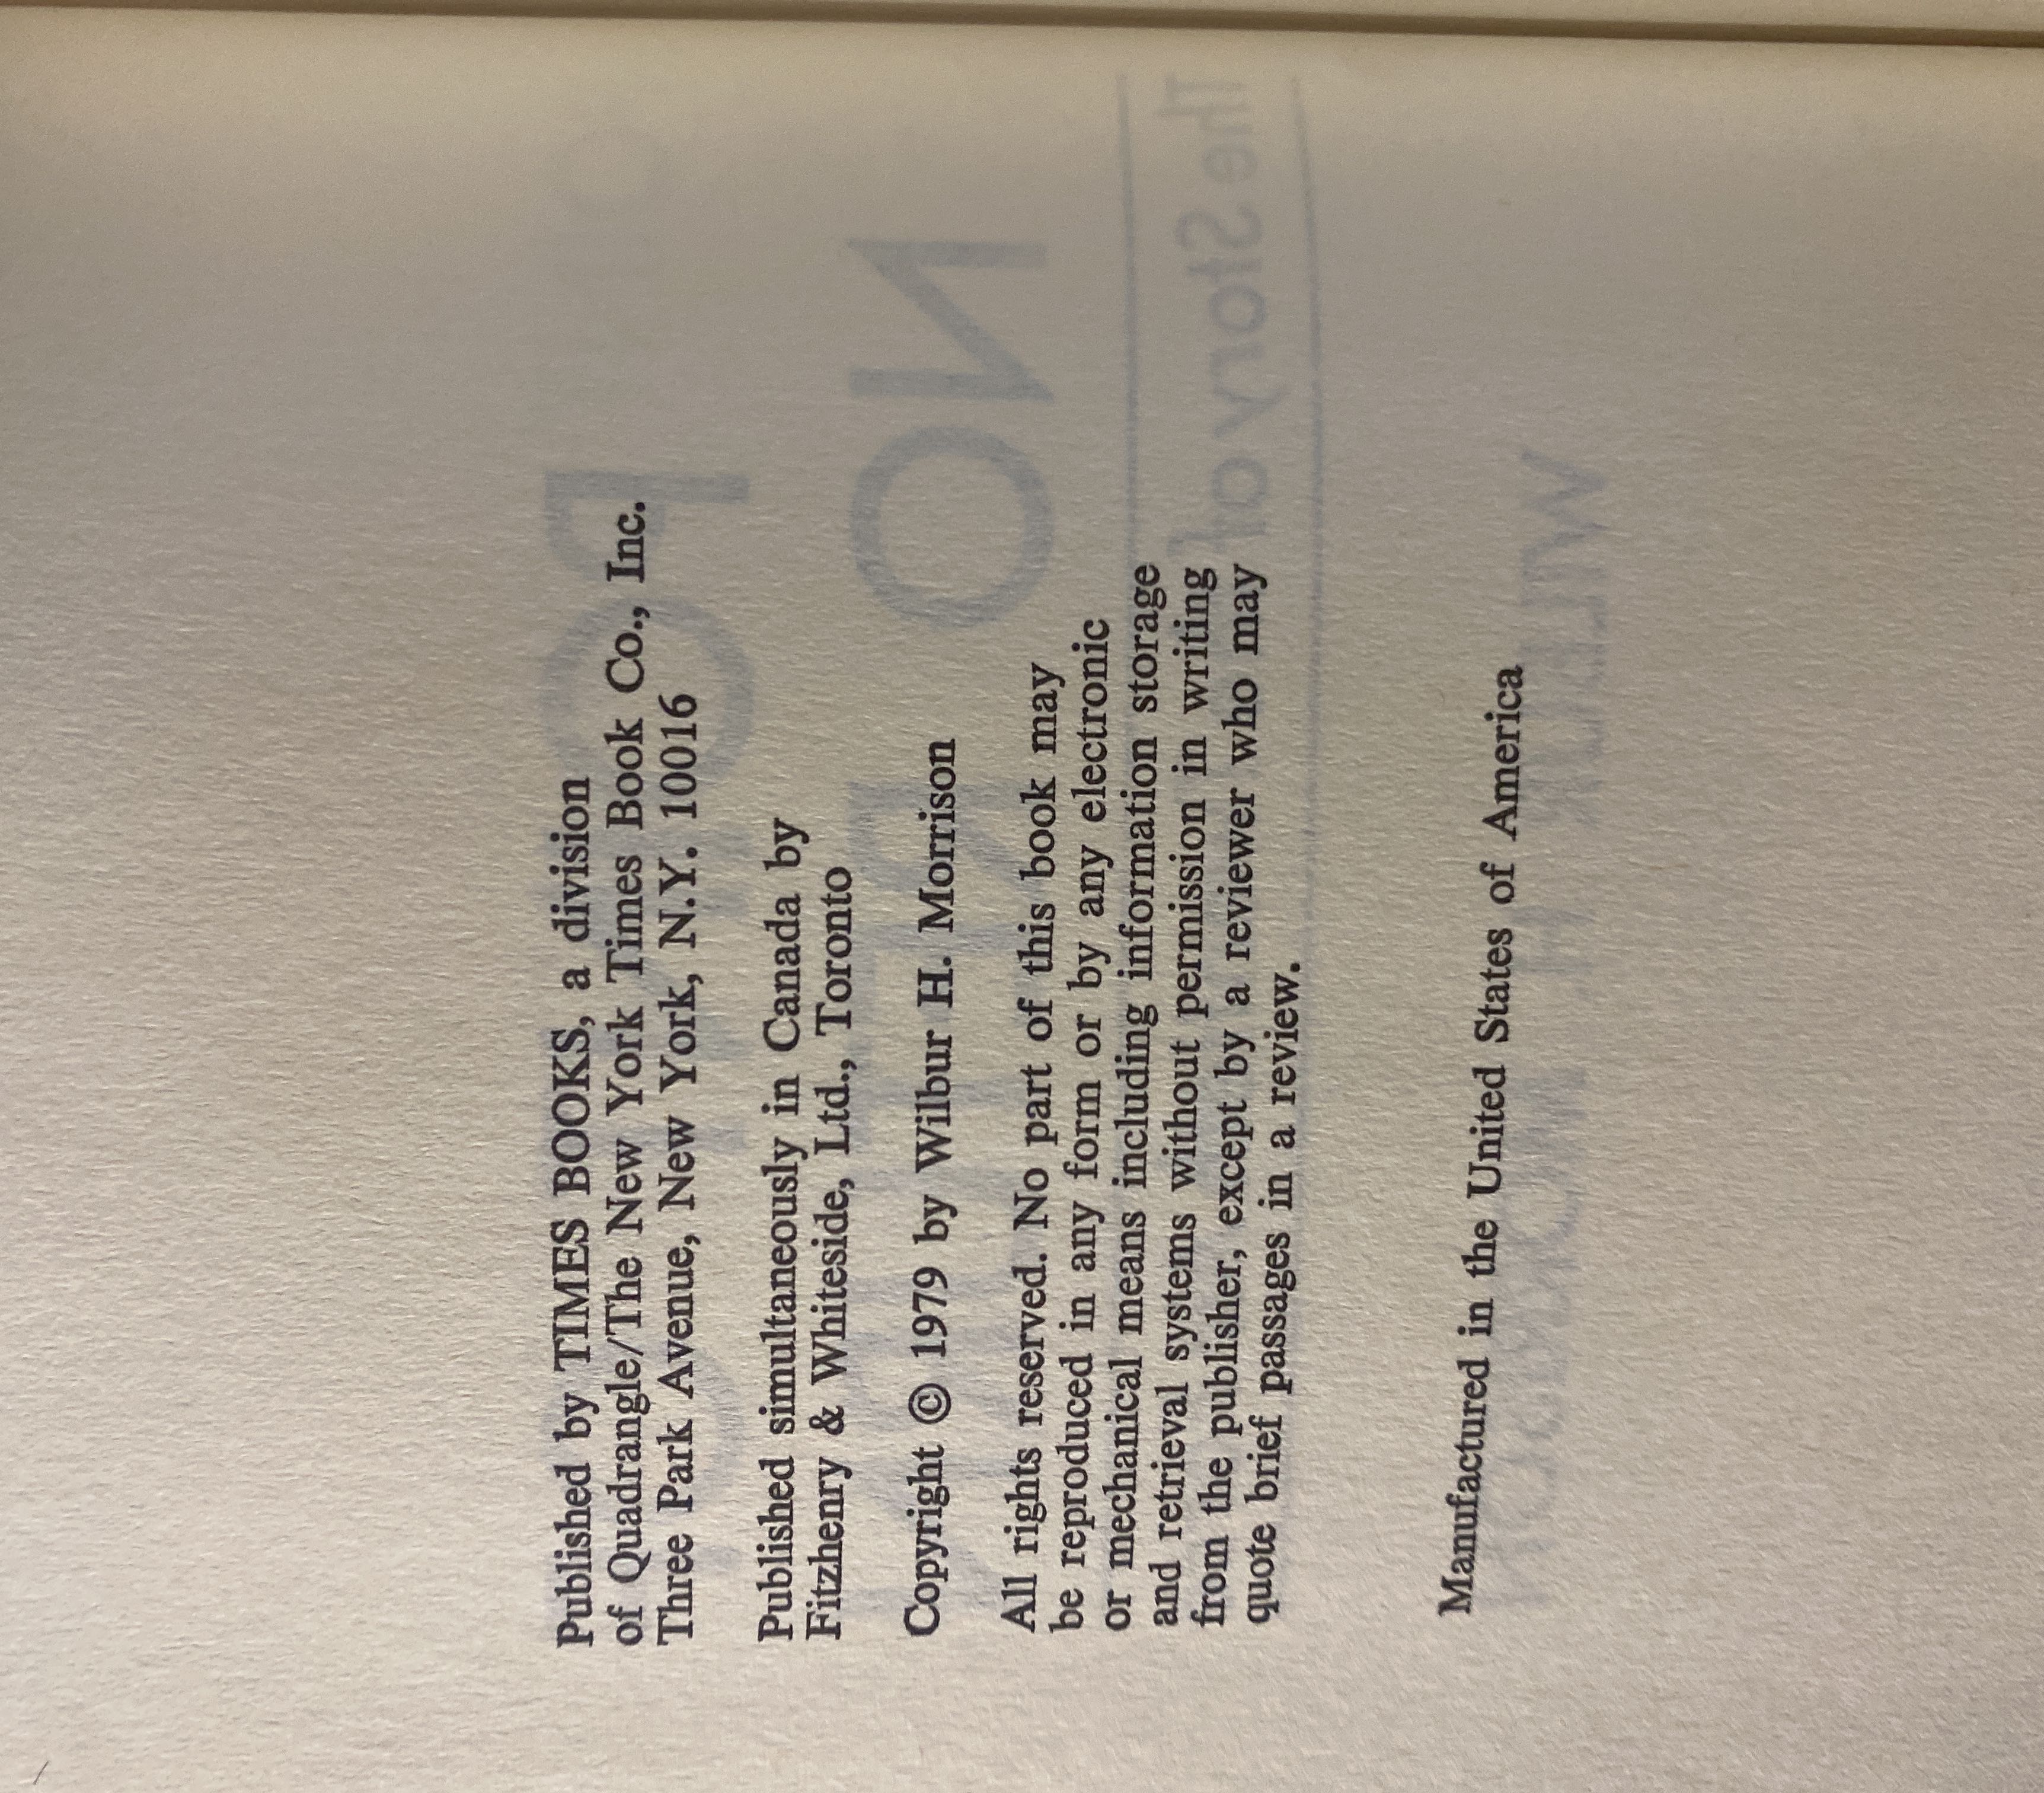 Published by TIMES BOOKS, a division
of Quadrangle/The New York Times Book Co., Inc.
Three Park Avenue, New York, N.Y. 10016
Published simultaneously in Canada by
Fitzhenry & Whiteside, Ltd., Toronto
Copyright © 1979 by Wilbur H. Morrison
All rights reserved. No part of this book may
be reproduced in any form or by any electronic
or mechanical means including information storage
and retrieval systems without permission in writing
from the publisher, except by a reviewer who may
quote brief passages in a review.
Manufactured in the United States of America
The Story of